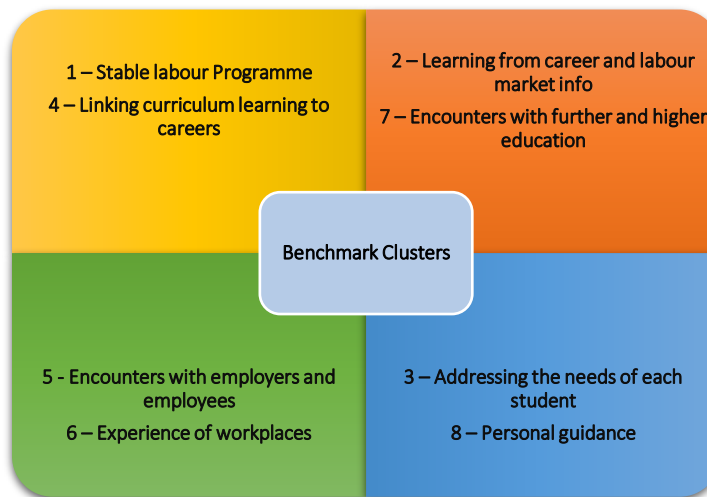 1 – Stable labour Programme
4 – Linking curriculum learning to
careers
2 – Learning from career and labour
market info
7 – Encounters with further and higher
education
Benchmark Clusters
5 - Encounters with employers and
employees
6 – Experience of workplaces
3 – Addressing the needs of each
student
8 – Personal guidance